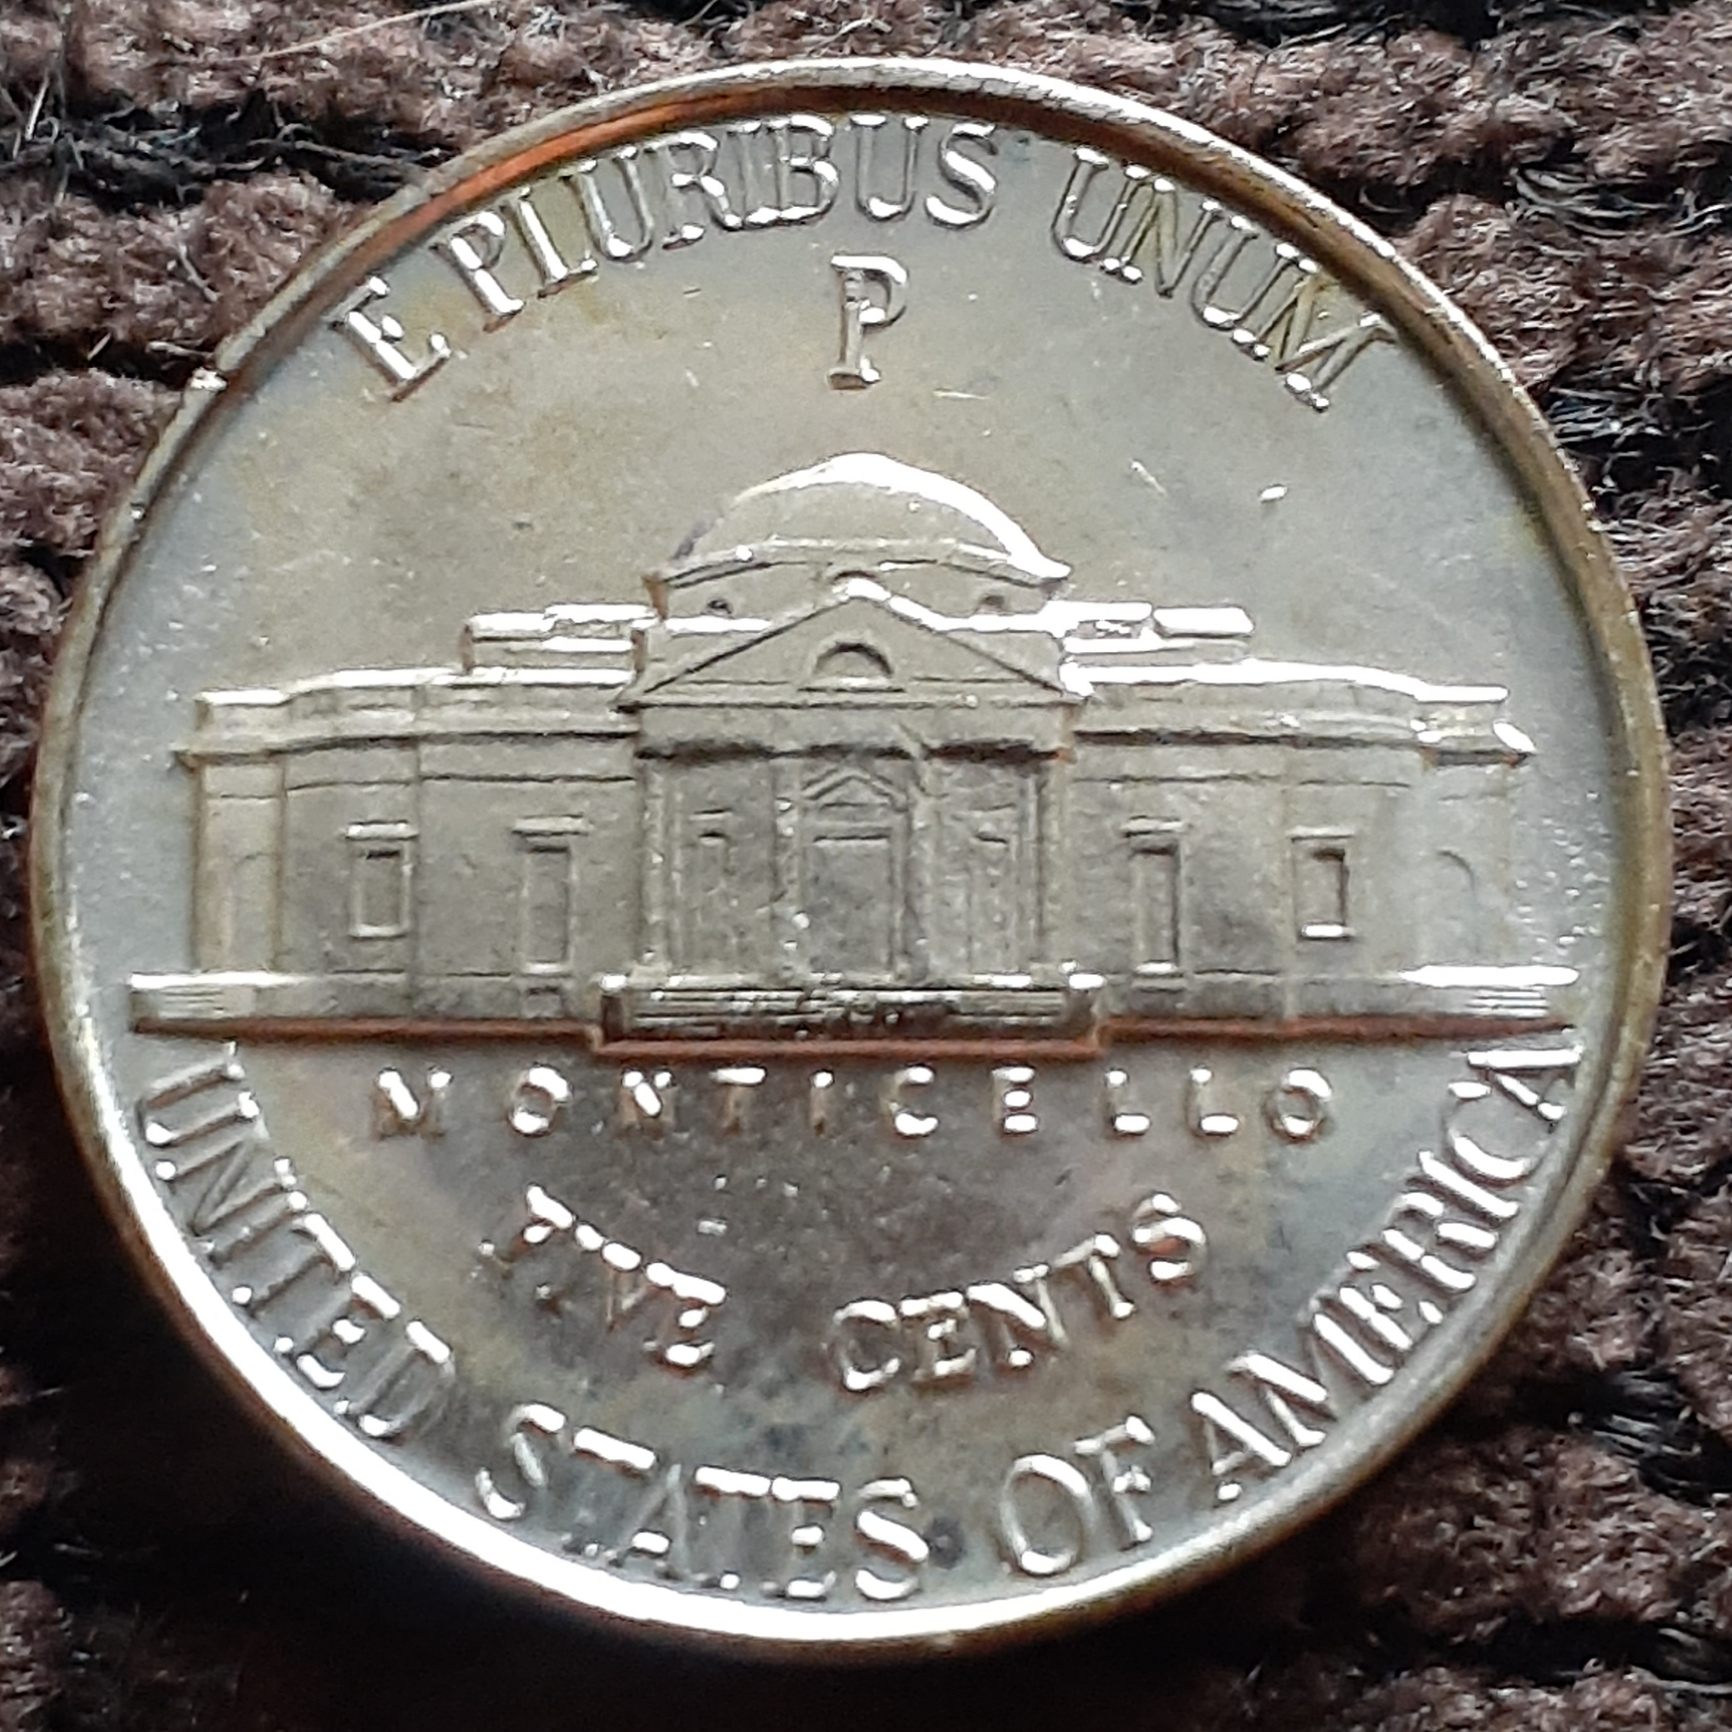 E PLURIBUS UNUM
P
MONTICELLO
FIVE CENTS
UNITED STATES OF AMERICA